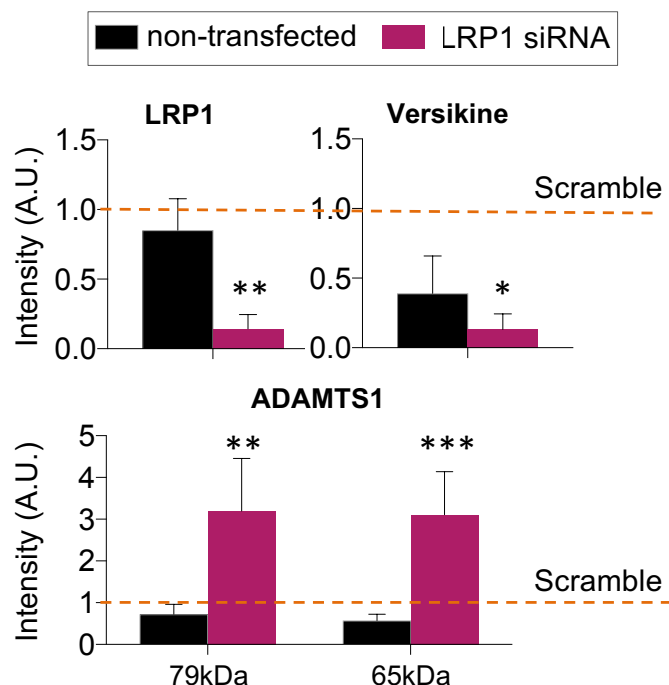 non-transfected LRP1 siRNA
LRP1 Versikine
Intensity (A.U.)
1.5 1.5
Scramble
1.0 1.0
0.5 0.5
** *
0.0 0.0
ADAMTS1
Intensity (A.U.)
5
** ***
4
3
2
Scramble
1
0
79kDa 65kDa